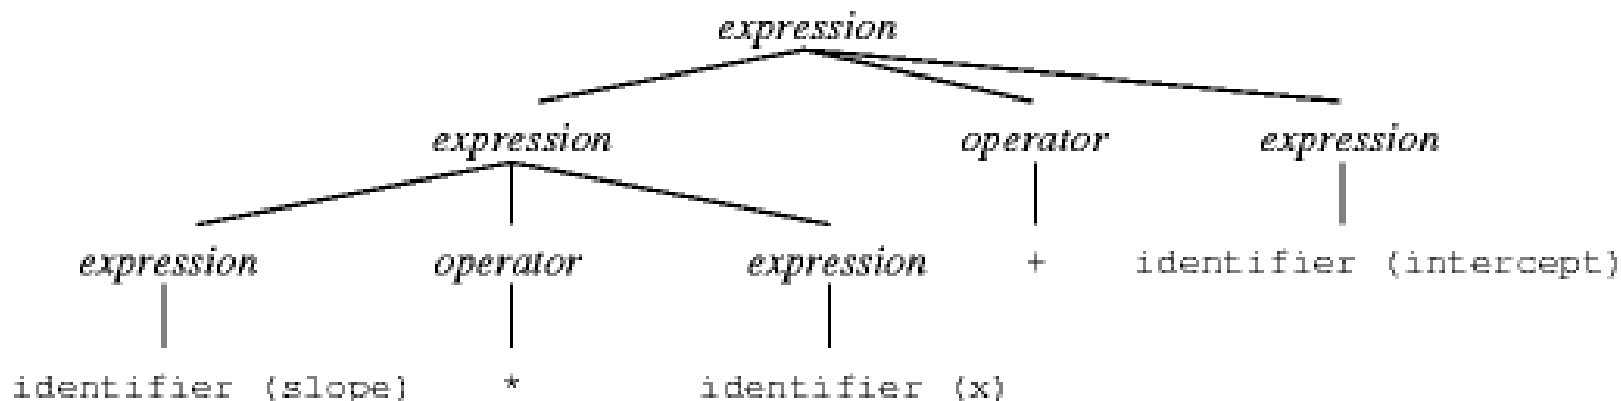 expression
expression operator expression
expression operator expression + identifier (intercept)
identifier (slope) * identifier (x)